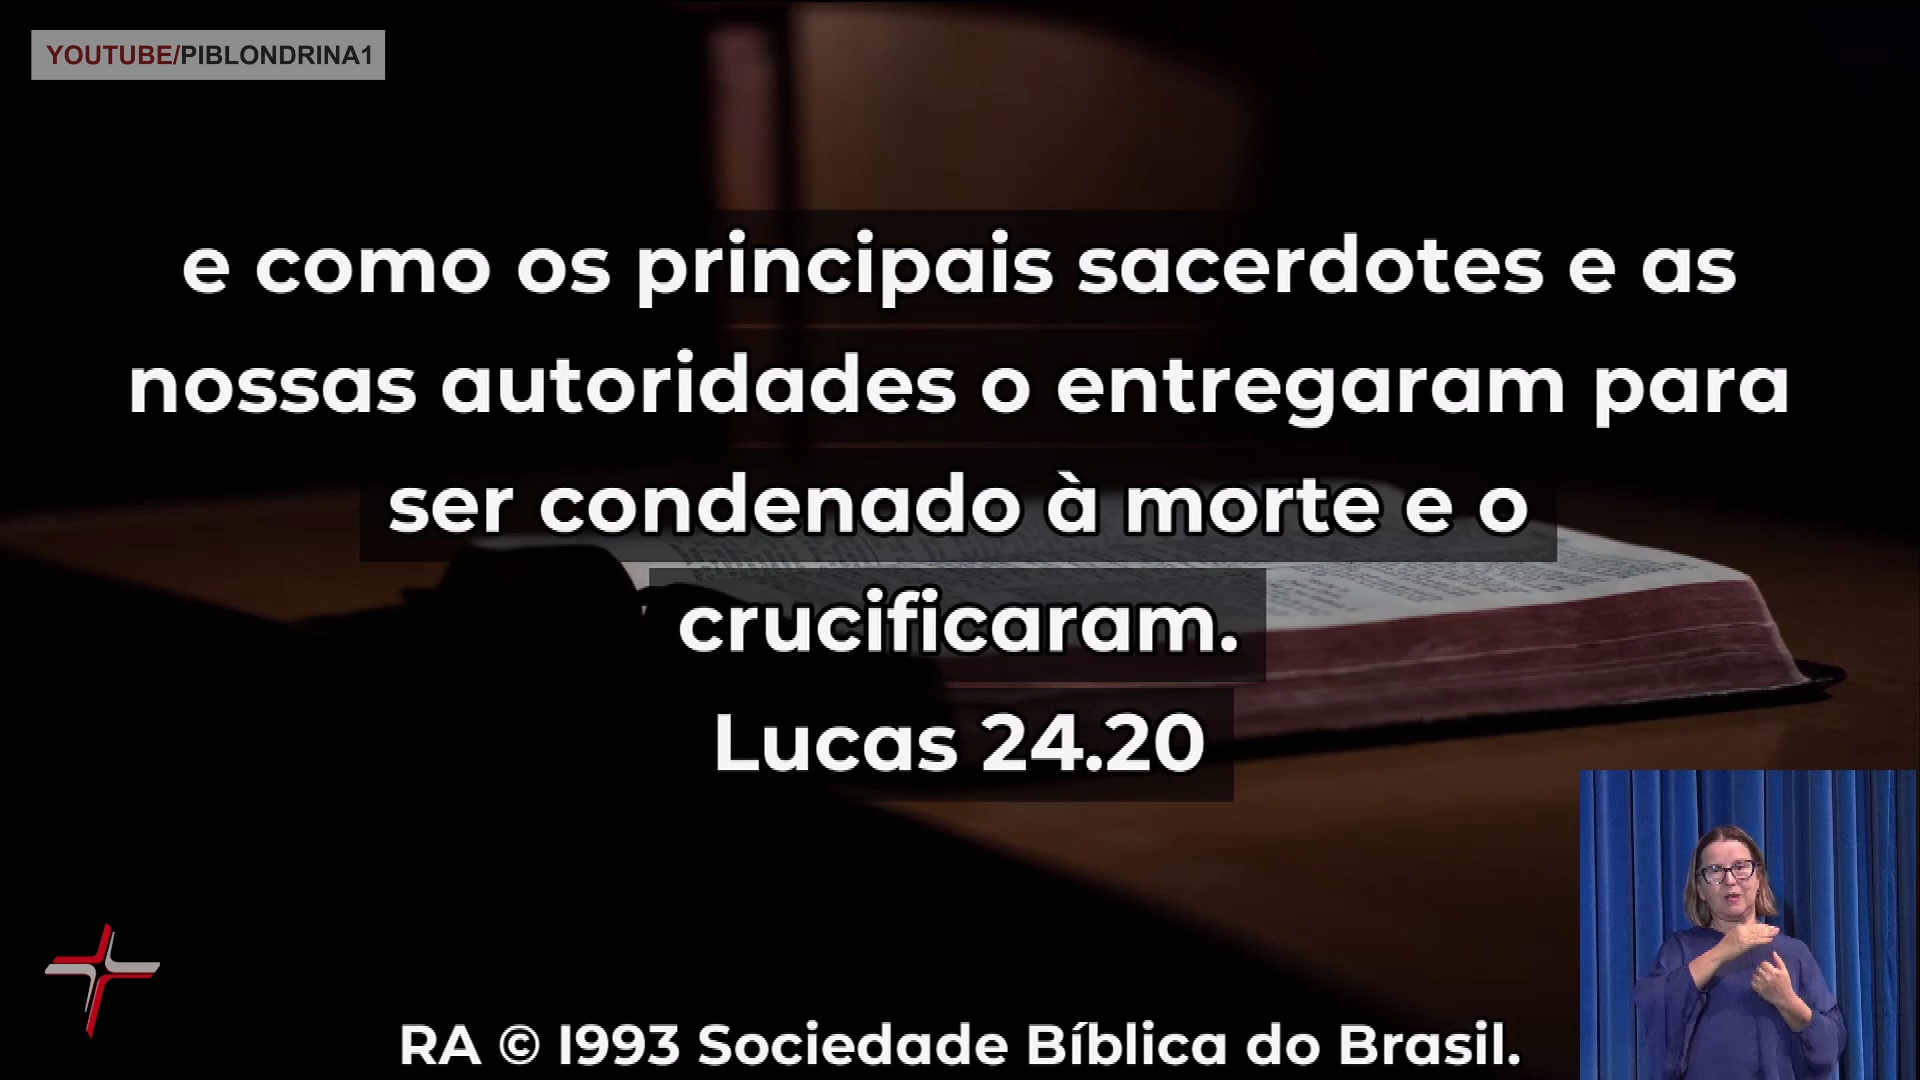 YOUTUBE/PIBLONDRINA1
e como os principais sacerdotes e as
nossas autoridades o entregaram para
ser condenado à morte e o
crucificaram.
Lucas 24.20
RA © I993 Sociedade Bíblica do Brasil.